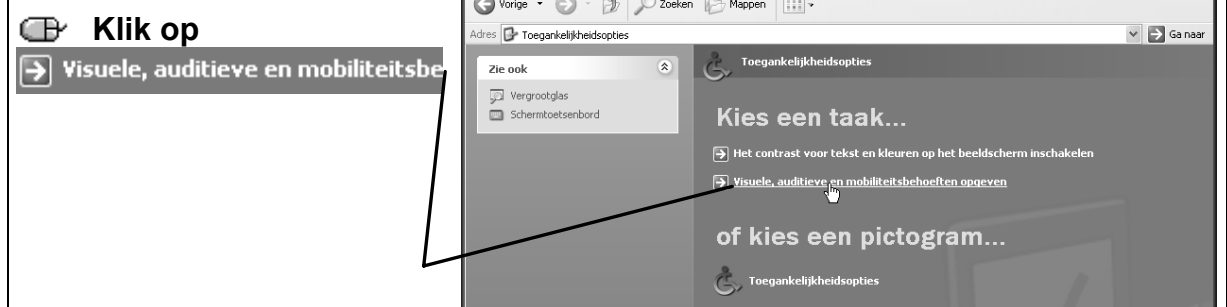 Klik op
Visuele, auditieve en mobiliteitsbe
Vorige Zoeken Mappen
Adres Toegankelijkheidsopties Ga naar
Zie ook
Vergrootglas
Schermtoetsenbord
Toegankelijkheidsopties
Kies een taak...
Het contrast voor tekst en kleuren op het beeldscherm inschakelen
Visuele, auditieve en mobiliteitsbehoeften opgeven
of kies een pictogram...
Toegankelijkheidsopties